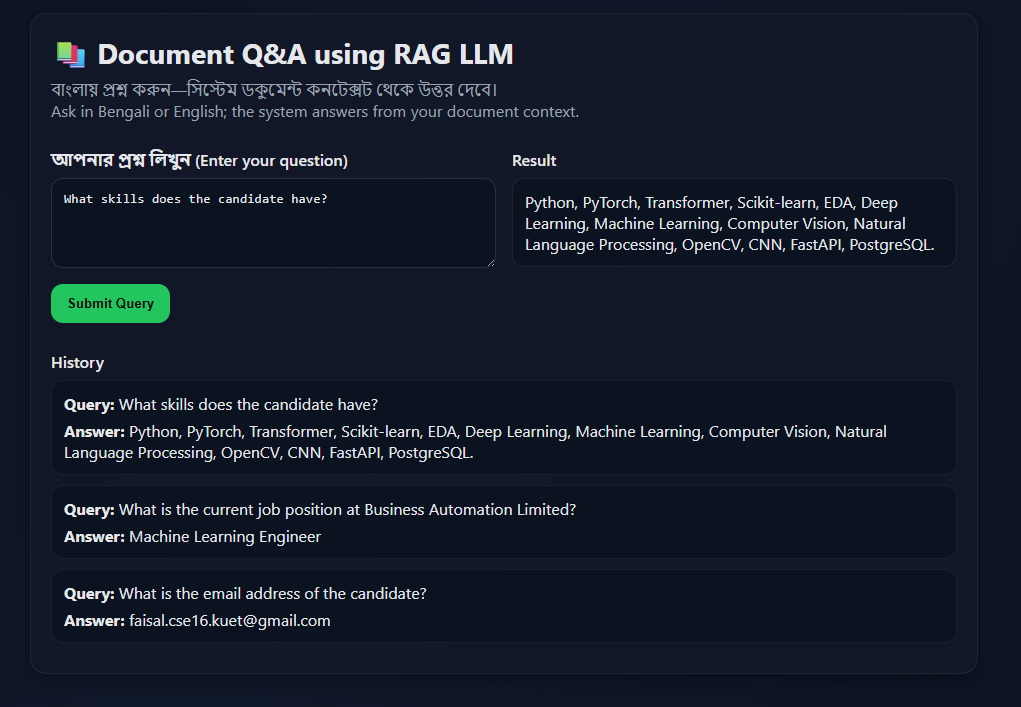 Document Q&A using RAG LLM
বাংলায় প্রশ্ন করুন—সিস্টেম ডকুমেন্ট কনটেক্সট থেকে উত্তর দেবে।
Ask in Bengali or English; the system answers from your document context.
আপনার প্রশ্ন লিখুন (Enter your question)
What skills does the candidate have?
Submit Query
Result
Python, PyTorch, Transformer, Scikit-learn, EDA, Deep
Learning, Machine Learning, Computer Vision, Natural
Language Processing, OpenCV, CNN, FastAPI, PostgreSQL.
History
Query: What skills does the candidate have?
Answer: Python, PyTorch, Transformer, Scikit-learn, EDA, Deep Learning, Machine Learning, Computer Vision, Natural
Language Processing, OpenCV, CNN, FastAPI, PostgreSQL.
Query: What is the current job position at Business Automation Limited?
Answer: Machine Learning Engineer
Query: What is the email address of the candidate?
Answer: faisal.cse16.kuet@gmail.com